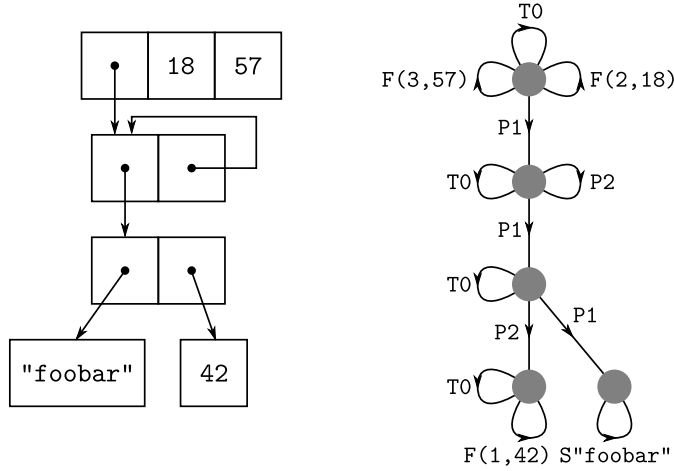 T0
18 57
F(3,57) F(2,18)
P1
T0 P2
P1
T0
P2 P1
"foobar" 42
T0
F(1,42) S"foobar"